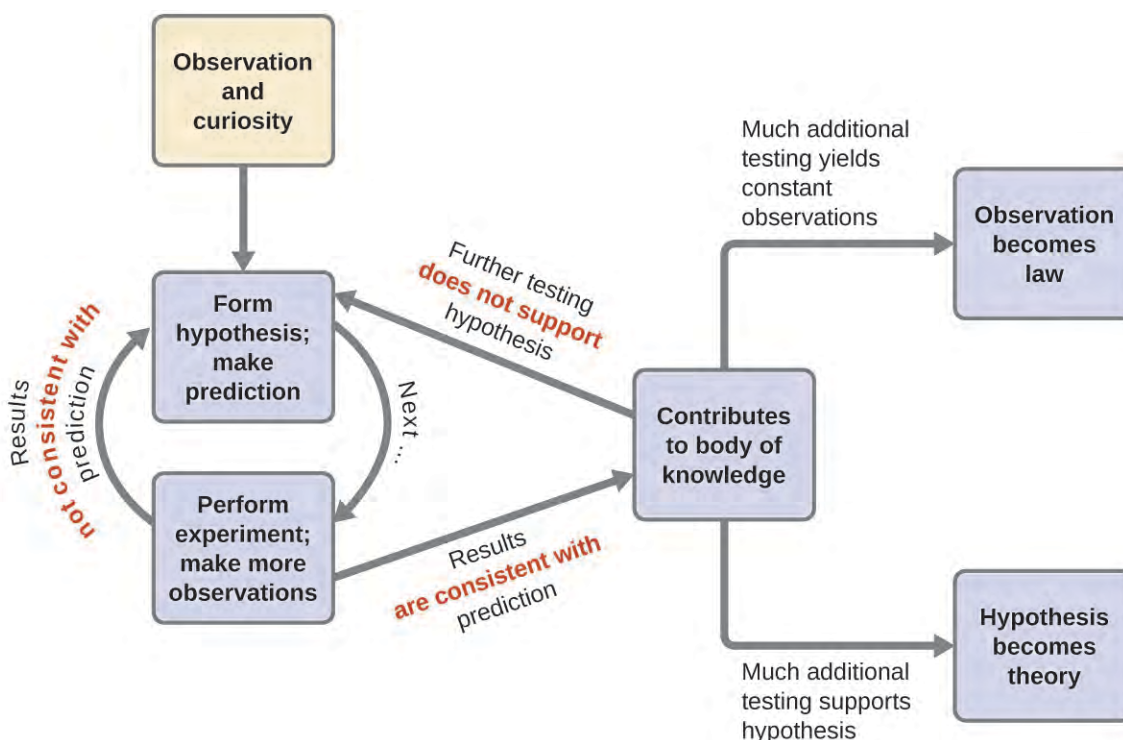 Observation
and
curiosity
Form
hypothesis;
make
prediction
Next ...
Perform
experiment;
make more
observations
Results
not consistent with
prediction
Further testing
does not support
hypothesis
Results
are consistent with
prediction
Contributes
to body of
knowledge
Much additional
testing yields
constant
observations
Observation
becomes
law
Much additional
testing supports
hypothesis
Hypothesis
becomes
theory